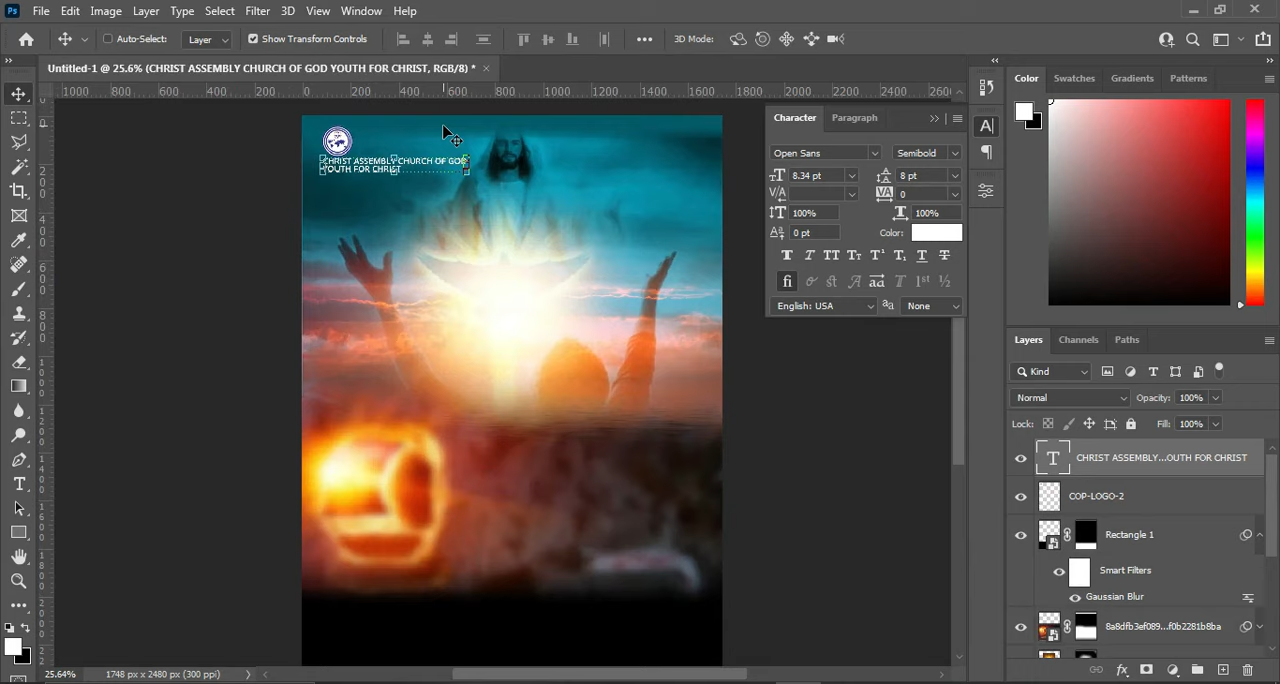 Ps File Edit Image Layer Type Select Filter 3D View Window Help
Auto-Select: Layer Show Transform Controls 3D Mode:
Untitled-1 @ 25.6% (CHRIST ASSEMBLY CHURCH OF GOD YOUTH FOR CHRIST, RGB/8) *
1000 800 600 400 200 0 200 400 600 800 1000 1200 1400 1600 1800 2000 2200 2400
CHRIST ASSEMBLY CHURCH OF GOD
YOUTH FOR CHRIST
Character Paragraph
Open Sans Semibold
8.34 pt 8 pt
0
100% 100%
0 pt Color:
English: USA None
Color Swatches Gradients Patterns
Layers Channels Paths
Kind
Normal Opacity: 100%
Lock: Fill: 100%
CHRIST ASSEMBLY...OUTH FOR CHRIST
COP-LOGO-2
Rectangle 1
Smart Filters
Gaussian Blur
8a8dfb3ef089...f0b2281b8ba
25.64% 1748 px x 2480 px (300 ppi)